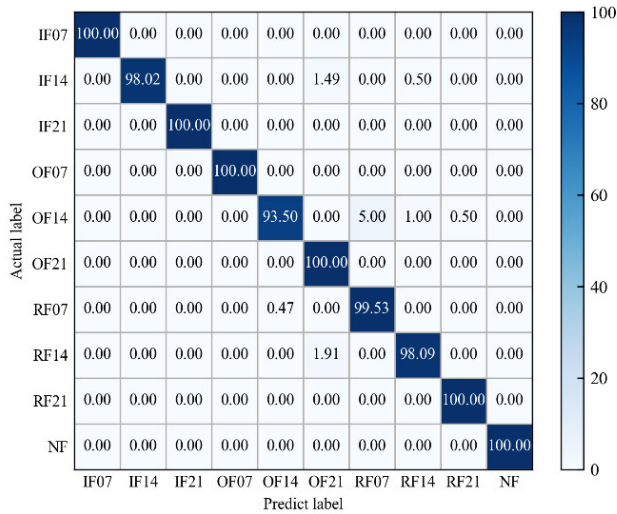 IF07 100.00 0.00 0.00 0.00 0.00 0.00 0.00 0.00 0.00 0.00
IF14 0.00 98.02 0.00 0.00 0.00 1.49 0.00 0.50 0.00 0.00
IF21 0.00 0.00 100.00 0.00 0.00 0.00 0.00 0.00 0.00 0.00
OF07 0.00 0.00 0.00 100.00 0.00 0.00 0.00 0.00 0.00 0.00
OF14 0.00 0.00 0.00 0.00 93.50 0.00 5.00 1.00 0.50 0.00
OF21 0.00 0.00 0.00 0.00 0.00 100.00 0.00 0.00 0.00 0.00
RF07 0.00 0.00 0.00 0.00 0.47 0.00 99.53 0.00 0.00 0.00
RF14 0.00 0.00 0.00 0.00 0.00 1.91 0.00 98.09 0.00 0.00
RF21 0.00 0.00 0.00 0.00 0.00 0.00 0.00 0.00 100.00 0.00
NF 0.00 0.00 0.00 0.00 0.00 0.00 0.00 0.00 0.00 100.00
IF07 IF14 IF21 OF07 OF14 OF21 RF07 RF14 RF21 NF
Predict label
Actual label
100
80
60
40
20
0